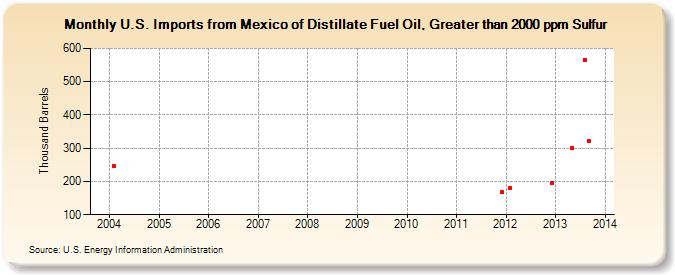 Monthly U.S. Imports from Mexico of Distillate Fuel Oil, Greater than 2000 ppm Sulfur
Thousand Barrels
600
500
400
300
200
100
2004 2005 2006 2007 2008 2009 2010 2011 2012 2013 2014
Source: U.S. Energy Information Administration